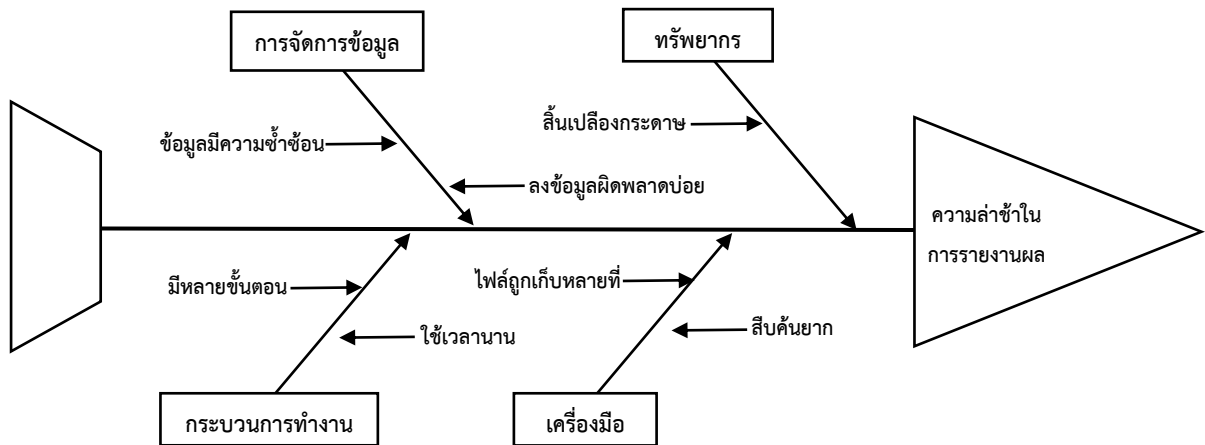 การจัดการข้อมูล
ทรัพยากร
ข้อมูลมีความซ้ำซ้อน
สิ้นเปลืองกระดาษ
ลงข้อมูลผิดพลาดบ่อย
ความล่าช้าใน
การรายงานผล
มีหลายขั้นตอน
ไฟล์ถูกเก็บหลายที่
ใช้เวลานาน
สืบค้นยาก
กระบวนการทำงาน
เครื่องมือ